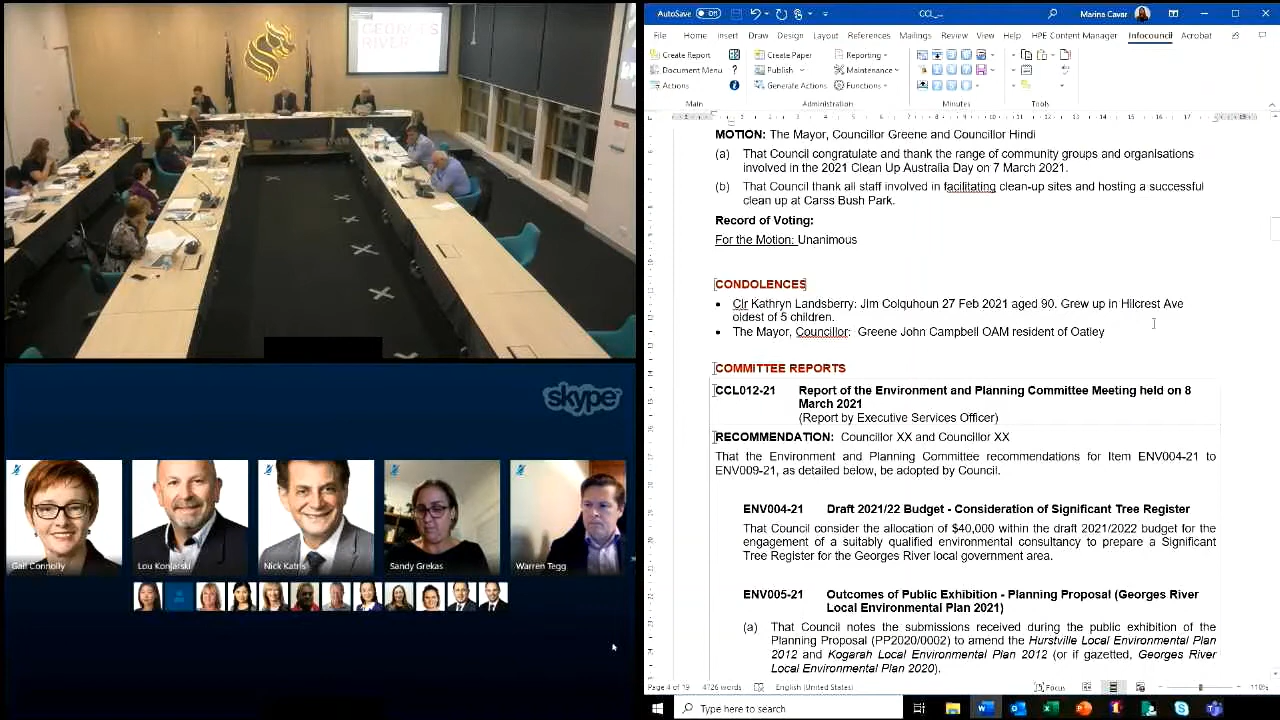 GEORGES
RIVER
skype
Gail Connolly
Lou Konjarski
Nick Katris
Sandy Grekas
Warren Tegg
AutoSave Off
CCL_...
Marina Cavar
File Home Insert Draw Design Layout References Mailings Review View Help HPE Content Manager Infocouncil Acrobat
Create Report
Document Menu
Actions
Main
Create Paper
Publish
Generate Actions
Reporting
Maintenance
Functions
Administration
Minutes
Tools
MOTION: The Mayor, Councillor Greene and Councillor Hindi
(a) That Council congratulate and thank the range of community groups and organisations
involved in the 2021 Clean Up Australia Day on 7 March 2021.
(b) That Council thank all staff involved in facilitating clean-up sites and hosting a successful
clean up at Carss Bush Park.
Record of Voting:
For the Motion: Unanimous
CONDOLENCES
• Clr Kathryn Landsberry: Jim Colquhoun 27 Feb 2021 aged 90. Grew up in Hilcrest Ave
oldest of 5 children.
• The Mayor, Councillor: Greene John Campbell OAM resident of Oatley
COMMITTEE REPORTS
CCL012-21 Report of the Environment and Planning Committee Meeting held on 8
March 2021
(Report by Executive Services Officer)
RECOMMENDATION: Councillor XX and Councillor XX
That the Environment and Planning Committee recommendations for Item ENV004-21 to
ENV009-21, as detailed below, be adopted by Council.
ENV004-21 Draft 2021/22 Budget - Consideration of Significant Tree Register
That Council consider the allocation of $40,000 within the draft 2021/2022 budget for the
engagement of a suitably qualified environmental consultancy to prepare a Significant
Tree Register for the Georges River local government area.
ENV005-21 Outcomes of Public Exhibition - Planning Proposal (Georges River
Local Environmental Plan 2021)
(a) That Council notes the submissions received during the public exhibition of the
Planning Proposal (PP2020/0002) to amend the Hurstville Local Environmental Plan
2012 and Kogarah Local Environmental Plan 2012 (or if gazetted, Georges River
Local Environmental Plan 2020).
Page 4 of 19 4726 words English (United States) Focus 110%
Type here to search